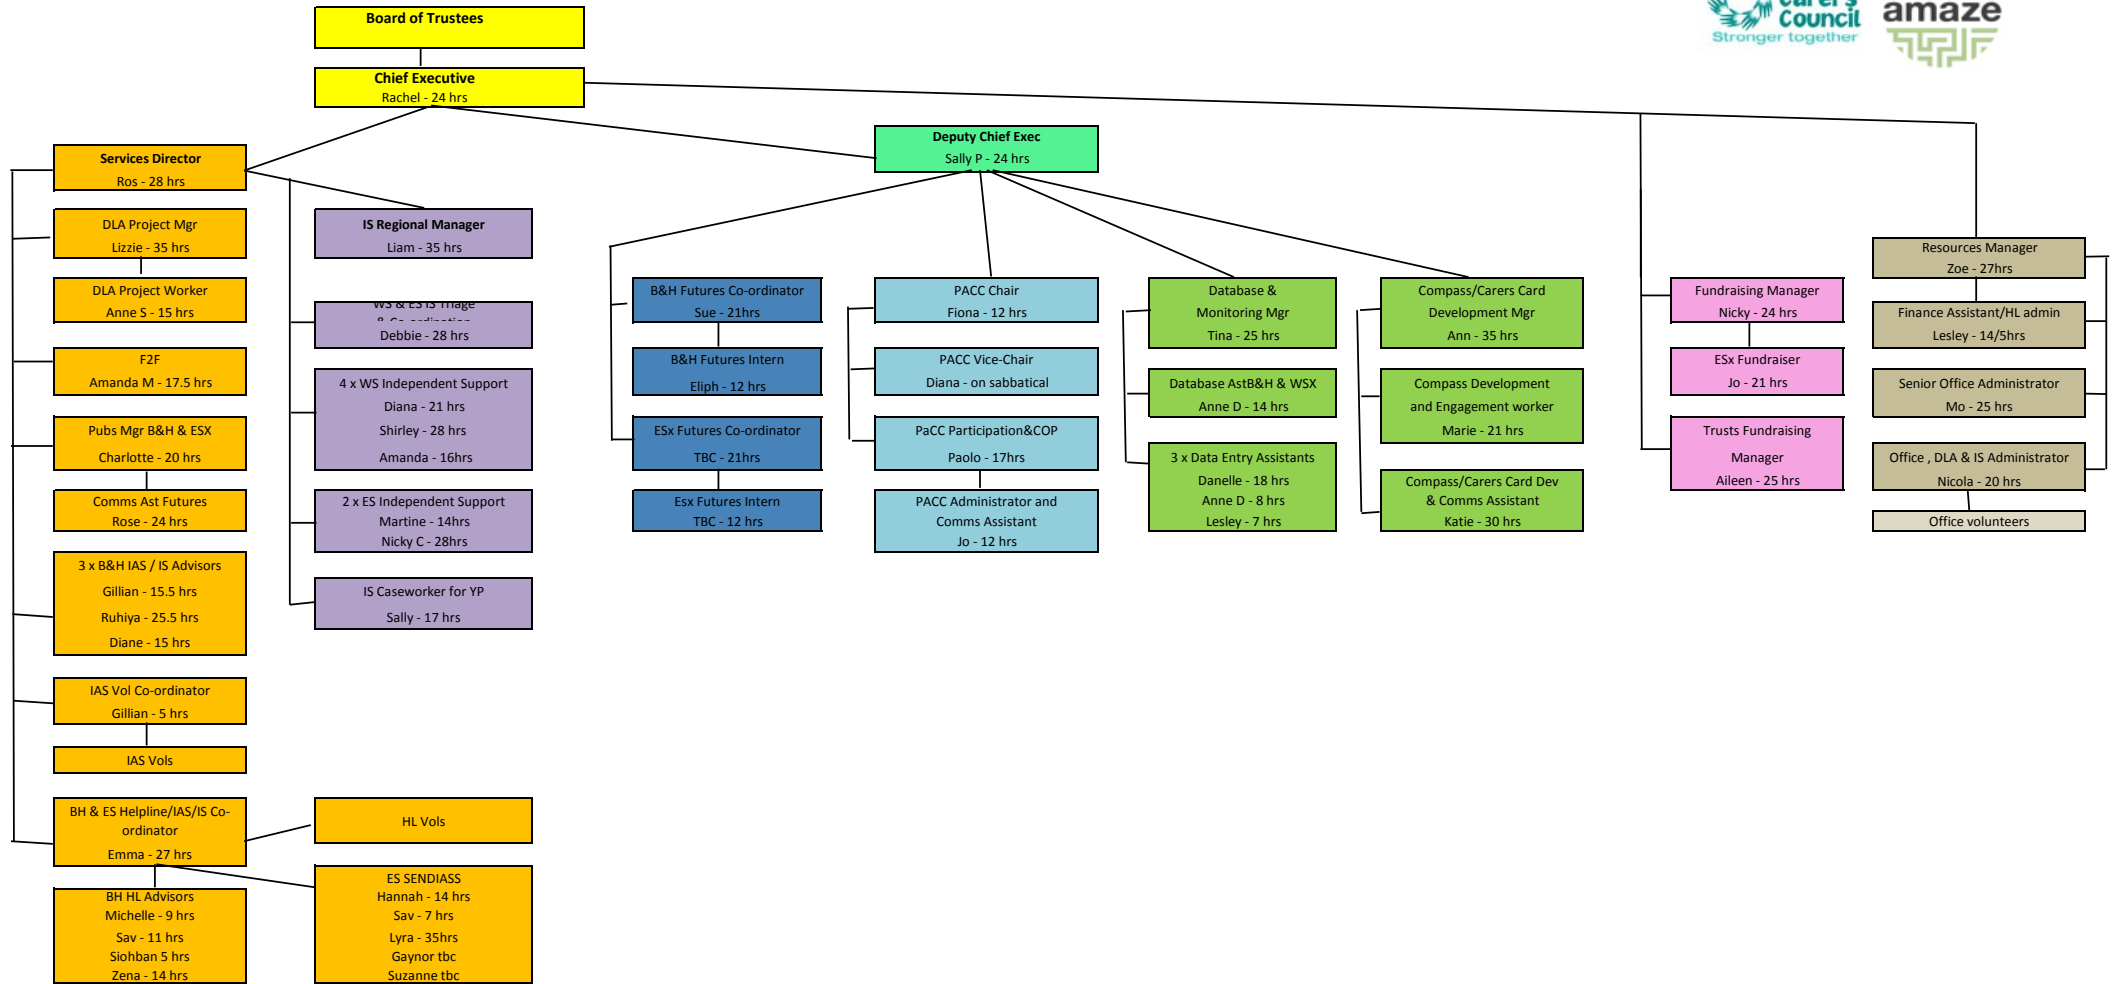 Carers
Council
Stronger together
amaze
Board of Trustees
Chief Executive
Rachel - 24 hrs
Deputy Chief Exec
Sally P - 24 hrs
Services Director
Ros - 28 hrs
DLA Project Mgr
Lizzie - 35 hrs
DLA Project Worker
Anne S - 15 hrs
F2F
Amanda M - 17.5 hrs
Pubs Mgr B&H & ESX
Charlotte - 20 hrs
Comms Ast Futures
Rose - 24 hrs
3 x B&H IAS / IS Advisors
Gillian - 15.5 hrs
Ruhiya - 25.5 hrs
Diane - 15 hrs
IAS Vol Co-ordinator
Gillian - 5 hrs
IAS Vols
BH & ES Helpline/IAS/IS Co-
ordinator
Emma - 27 hrs
BH HL Advisors
Michelle - 9 hrs
Sav - 11 hrs
Siohban 5 hrs
Zena - 14 hrs
HL Vols
ES SENDIASS
Hannah - 14 hrs
Sav - 7 hrs
Lyra - 35hrs
Gaynor tbc
Suzanne tbc
IS Regional Manager
Liam - 35 hrs
WS & ES IS Triage
& Co-ordination
Debbie - 28 hrs
4 x WS Independent Support
Diana - 21 hrs
Shirley - 28 hrs
Amanda - 16hrs
2 x ES Independent Support
Martine - 14hrs
Nicky C - 28hrs
IS Caseworker for YP
Sally - 17 hrs
B&H Futures Co-ordinator
Sue - 21hrs
B&H Futures Intern
Eliph - 12 hrs
ESx Futures Co-ordinator
TBC - 21hrs
Esx Futures Intern
TBC - 12 hrs
PACC Chair
Fiona - 12 hrs
PACC Vice-Chair
Diana - on sabbatical
PaCC Participation&COP
Paolo - 17hrs
PACC Administrator and
Comms Assistant
Jo - 12 hrs
Database &
Monitoring Mgr
Tina - 25 hrs
Database AstB&H & WSX
Anne D - 14 hrs
3 x Data Entry Assistants
Danelle - 18 hrs
Anne D - 8 hrs
Lesley - 7 hrs
Compass/Carers Card
Development Mgr
Ann - 35 hrs
Compass Development
and Engagement worker
Marie - 21 hrs
Compass/Carers Card Dev
& Comms Assistant
Katie - 30 hrs
Fundraising Manager
Nicky - 24 hrs
ESx Fundraiser
Jo - 21 hrs
Trusts Fundraising
Manager
Aileen - 25 hrs
Resources Manager
Zoe - 27hrs
Finance Assistant/HL admin
Lesley - 14/5hrs
Senior Office Administrator
Mo - 25 hrs
Office , DLA & IS Administrator
Nicola - 20 hrs
Office volunteers